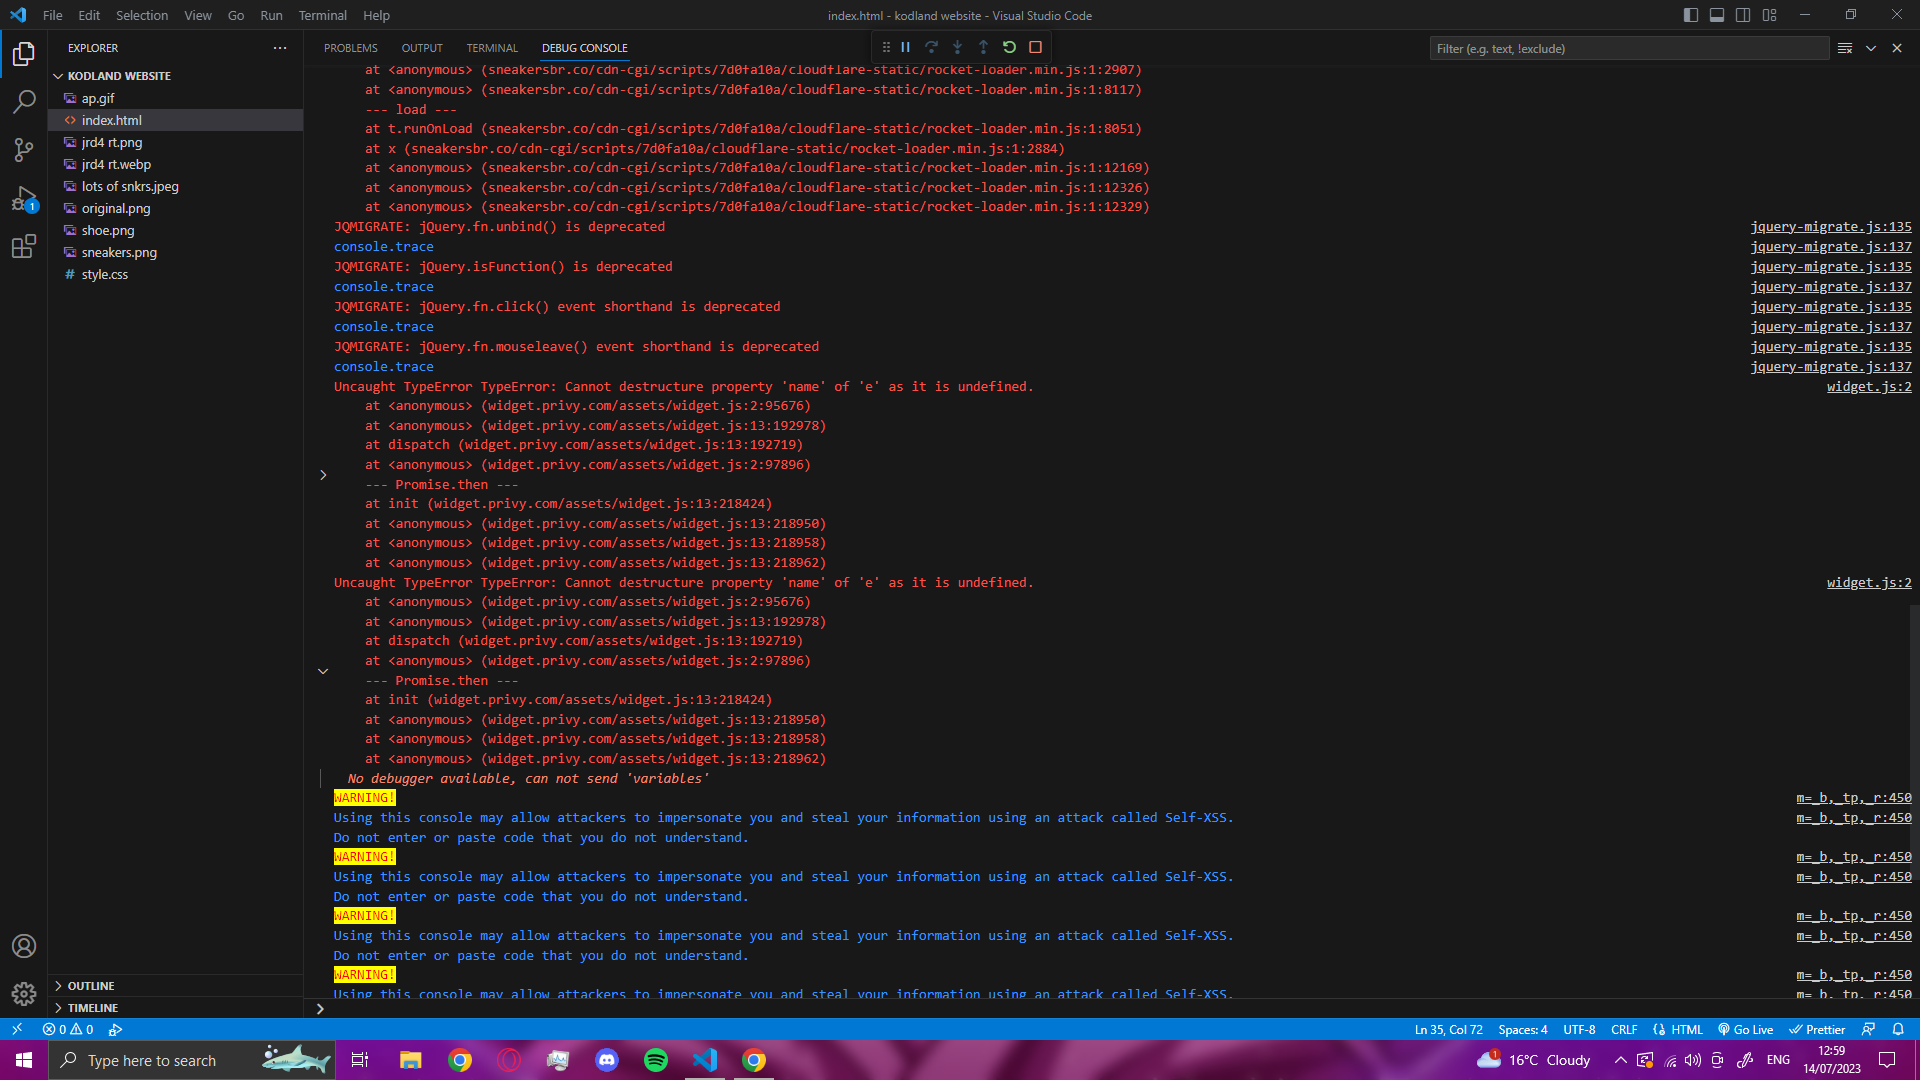 File Edit Selection View Go Run Terminal Help
index.html - kodland website - Visual Studio Code
EXPLORER
KODLAND WEBSITE
ap.gif
index.html
jrd4 rt.png
jrd4 rt.webp
lots of snkrs.jpeg
original.png
shoe.png
sneakers.png
style.css
OUTLINE
TIMELINE
1
PROBLEMS OUTPUT TERMINAL DEBUG CONSOLE
Filter (e.g. text, !exclude)
at <anonymous> (sneakersbr.co/cdn-cgi/scripts/7d0fa10a/cloudflare-static/rocket-loader.min.js:1:2907)
at <anonymous> (sneakersbr.co/cdn-cgi/scripts/7d0fa10a/cloudflare-static/rocket-loader.min.js:1:8117)
--- load ---
at t.runOnLoad (sneakersbr.co/cdn-cgi/scripts/7d0fa10a/cloudflare-static/rocket-loader.min.js:1:8051)
at x (sneakersbr.co/cdn-cgi/scripts/7d0fa10a/cloudflare-static/rocket-loader.min.js:1:2884)
at <anonymous> (sneakersbr.co/cdn-cgi/scripts/7d0fa10a/cloudflare-static/rocket-loader.min.js:1:12169)
at <anonymous> (sneakersbr.co/cdn-cgi/scripts/7d0fa10a/cloudflare-static/rocket-loader.min.js:1:12326)
at <anonymous> (sneakersbr.co/cdn-cgi/scripts/7d0fa10a/cloudflare-static/rocket-loader.min.js:1:12329)
JQMIGRATE: jQuery.fn.unbind() is deprecated jquery-migrate.js:135
console.trace jquery-migrate.js:137
JQMIGRATE: jQuery.isFunction() is deprecated jquery-migrate.js:135
console.trace jquery-migrate.js:137
JQMIGRATE: jQuery.fn.click() event shorthand is deprecated jquery-migrate.js:135
console.trace jquery-migrate.js:137
JQMIGRATE: jQuery.fn.mouseleave() event shorthand is deprecated jquery-migrate.js:135
console.trace jquery-migrate.js:137
Uncaught TypeError TypeError: Cannot destructure property 'name' of 'e' as it is undefined. widget.js:2
at <anonymous> (widget.privy.com/assets/widget.js:2:95676)
at <anonymous> (widget.privy.com/assets/widget.js:13:192978)
at dispatch (widget.privy.com/assets/widget.js:13:192719)
at <anonymous> (widget.privy.com/assets/widget.js:2:97896)
--- Promise.then ---
at init (widget.privy.com/assets/widget.js:13:218424)
at <anonymous> (widget.privy.com/assets/widget.js:13:218950)
at <anonymous> (widget.privy.com/assets/widget.js:13:218958)
at <anonymous> (widget.privy.com/assets/widget.js:13:218962)
Uncaught TypeError TypeError: Cannot destructure property 'name' of 'e' as it is undefined. widget.js:2
at <anonymous> (widget.privy.com/assets/widget.js:2:95676)
at <anonymous> (widget.privy.com/assets/widget.js:13:192978)
at dispatch (widget.privy.com/assets/widget.js:13:192719)
at <anonymous> (widget.privy.com/assets/widget.js:2:97896)
--- Promise.then ---
at init (widget.privy.com/assets/widget.js:13:218424)
at <anonymous> (widget.privy.com/assets/widget.js:13:218950)
at <anonymous> (widget.privy.com/assets/widget.js:13:218958)
at <anonymous> (widget.privy.com/assets/widget.js:13:218962)
No debugger available, can not send 'variables'
WARNING! m=_b,_tp,_r:450
Using this console may allow attackers to impersonate you and steal your information using an attack called Self-XSS. m=_b,_tp,_r:450
Do not enter or paste code that you do not understand.
WARNING! m=_b,_tp,_r:450
Using this console may allow attackers to impersonate you and steal your information using an attack called Self-XSS. m=_b,_tp,_r:450
Do not enter or paste code that you do not understand.
WARNING! m=_b,_tp,_r:450
Using this console may allow attackers to impersonate you and steal your information using an attack called Self-XSS. m=_b,_tp,_r:450
Do not enter or paste code that you do not understand.
WARNING! m=_b,_tp,_r:450
Using this console may allow attackers to impersonate you and steal your information using an attack called Self-XSS. m=_b,_tp,_r:450
0 0 Ln 35, Col 72 Spaces: 4 UTF-8 CRLF HTML Go Live Prettier
Type here to search 1 16°C Cloudy ENG 12:59
14/07/2023